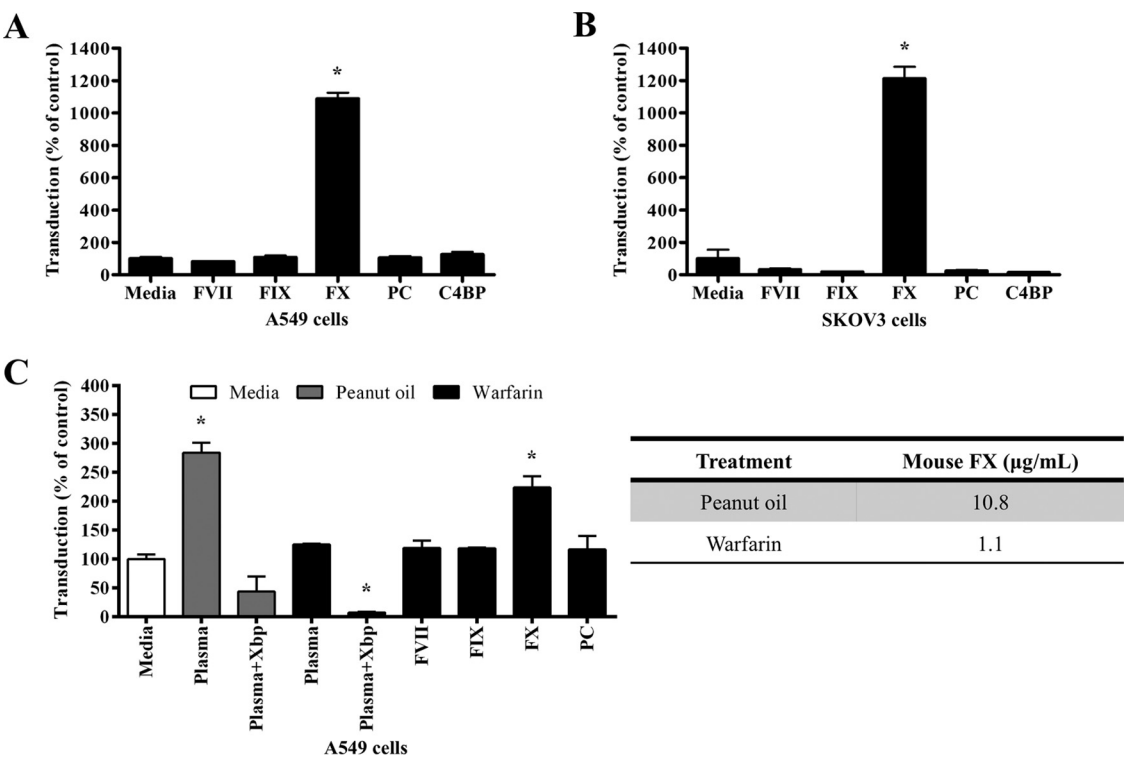 A
Transduction (% of control)
1400
1200
1000
800
600
400
200
0
*
Media FVII FIX FX PC C4BP
A549 cells
B
Transduction (% of control)
1400
1200
1000
800
600
400
200
0
*
Media FVII FIX FX PC C4BP
SKOV3 cells
C
Transduction (% of control)
400
350
300
250
200
150
100
50
0
Media Peanut oil Warfarin
* * *
Media
Plasma
Plasma+Xbp
Plasma
Plasma+Xbp
FVII
FIX
FX
PC
A549 cells
Treatment Mouse FX (µg/mL)
Peanut oil 10.8
Warfarin 1.1